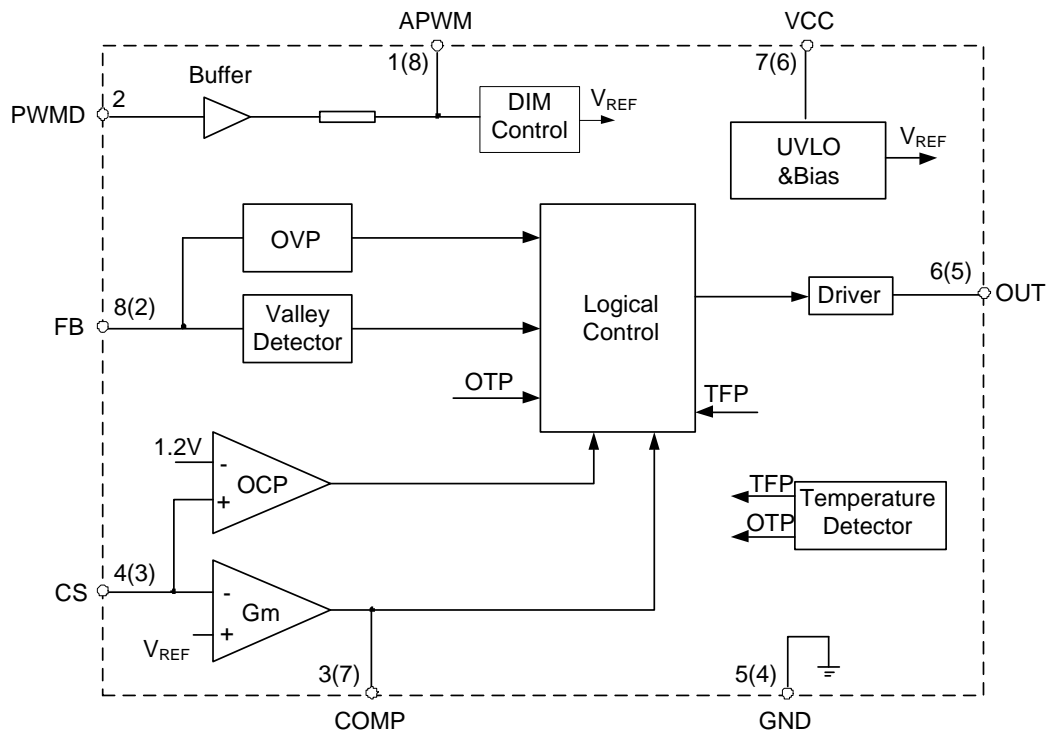 APWM
VCC
1(8)
7(6)
Buffer
PWMD
2
DIM
Control
VREF
UVLO
&Bias
VREF
OVP
8(2)
FB
Valley
Detector
Logical
Control
Driver
6(5)
OUT
OTP
TFP
1.2V
-
+
OCP
TFP
OTP
Temperature
Detector
4(3)
CS
-
+
Gm
VREF
3(7)
5(4)
COMP
GND